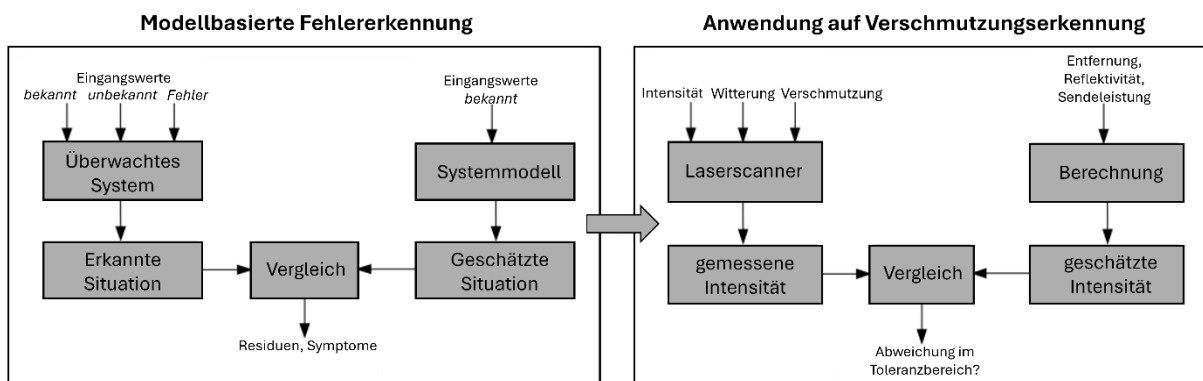 Modellbasierte Fehlererkennung
Eingangswerte
bekannt unbekannt Fehler
Eingangswerte
bekannt
Überwachtes
System
Systemmodell
Erkannte
Situation
Vergleich
Geschätzte
Situation
Residuen, Symptome
Anwendung auf Verschmutzungserkennung
Intensität Witterung Verschmutzung
Entfernung,
Reflektivität,
Sendeleistung
Laserscanner
Berechnung
gemessene
Intensität
Vergleich
geschätzte
Intensität
Abweichung im
Toleranzbereich?